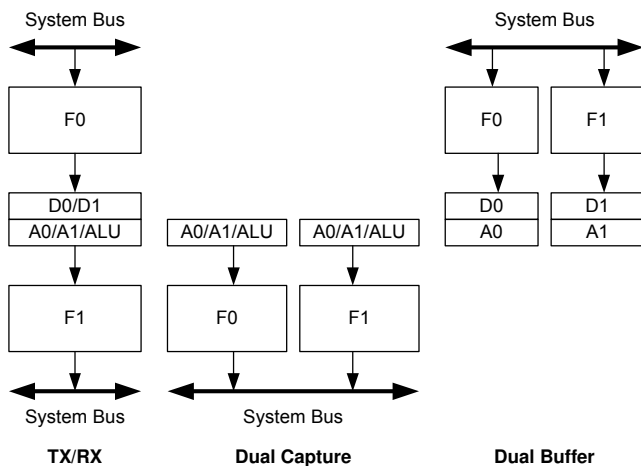 System Bus
F0
D0/D1
A0/A1/ALU
F1
System Bus
TX/RX
A0/A1/ALU
A0/A1/ALU
F0
F1
System Bus
Dual Capture
System Bus
F0
F1
D0
D1
A0
A1
Dual Buffer